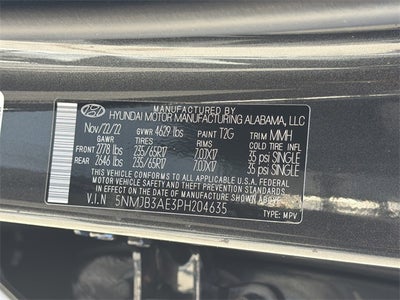 MANUFACTURED BY
HYUNDAI MOTOR MANUFACTURING ALABAMA, LLC
Nov/22/22 GVWR 4629 lbs PAINT T2G TRIM MMH
GAWR TIRES RIMS COLD TIRE INFL
FRONT 2778 lbs 235/65R17 7.0JX17 35 psi SINGLE
REAR 2646 lbs 235/65R17 7.0JX17 35 psi SINGLE
THIS VEHICLE CONFORMS TO ALL APPLICABLE U.S.A. FEDERAL
MOTOR VEHICLE SAFETY AND THEFT PREVENTION STANDARDS
IN EFFECT ON THE DATE OF MANUFACTURE SHOWN ABOVE.
V.I.N 5NMJB3AE3PH204635 TYPE: MPV